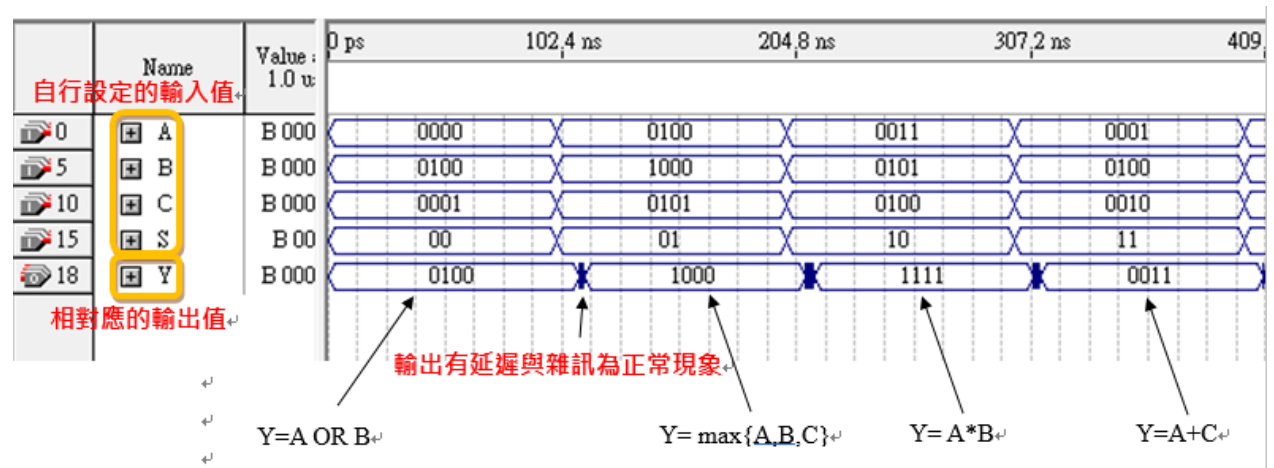 0 ps 102.4 ns 204.8 ns 307.2 ns 409.
Name Value : 1.0 u:
自行設定的輸入值
0 A B 000 0000 0100 0011 0001
5 B B 000 0100 1000 0101 0100
10 C B 000 0001 0101 0100 0010
15 S B 00 00 01 10 11
18 Y B 000 0100 1000 1111 0011
相對應的輸出值
輸出有延遲與雜訊為正常現象
Y=A OR B Y= max{A,B,C} Y= A*B Y=A+C